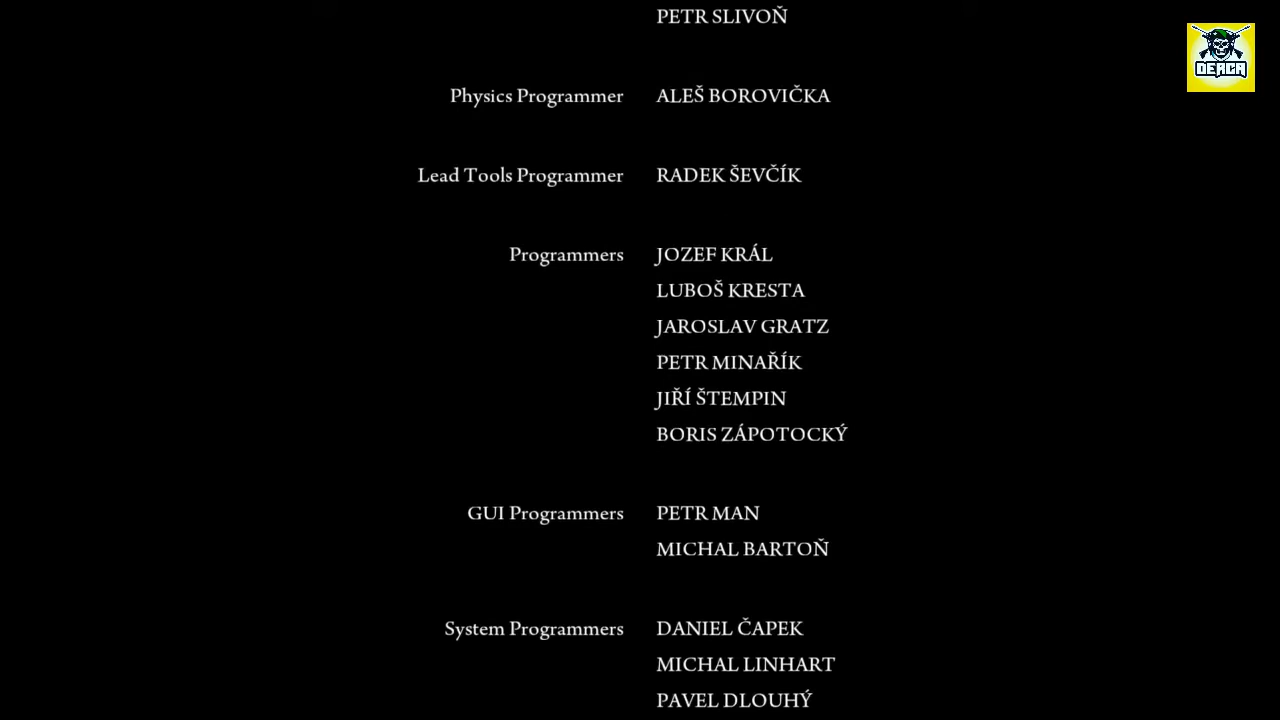 PETR SLIVOŇ
Physics Programmer ALEŠ BOROVIČKA
Lead Tools Programmer RADEK ŠEVČÍK
Programmers JOZEF KRÁL
LUBOŠ KRESTA
JAROSLAV GRATZ
PETR MINAŘÍK
JIŘÍ ŠTEMPIN
BORIS ZÁPOTOCKÝ
GUI Programmers PETR MAN
MICHAL BARTOŇ
System Programmers DANIEL ČAPEK
MICHAL LINHART
PAVEL DLOUHÝ